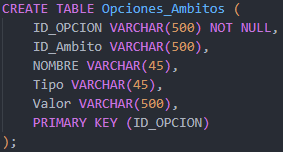 CREATE TABLE Opciones_Ambitos (
    ID_OPCION VARCHAR(500) NOT NULL,
    ID_Ambito VARCHAR(500),
    NOMBRE VARCHAR(45),
    Tipo VARCHAR(45),
    Valor VARCHAR(500),
    PRIMARY KEY (ID_OPCION)
);